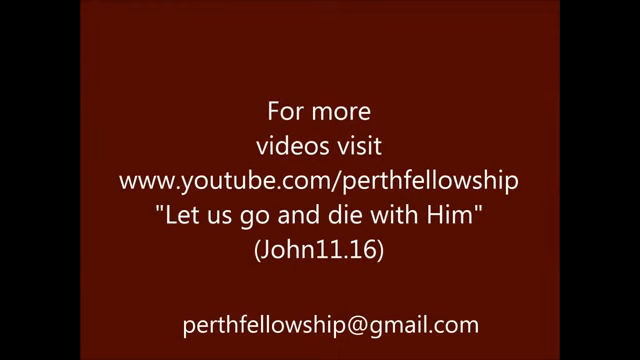 For more
videos visit
www.youtube.com/perthfellowship
"Let us go and die with Him"
(John11.16)
perthfellowship@gmail.com